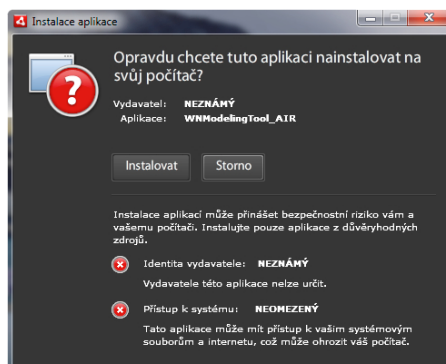 Instalace aplikace
Opravdu chcete tuto aplikaci nainstalovat na
svůj počítač?
Vydavatel: NEZNÁMÝ
Aplikace: WNModelingTool_AIR
Instalovat Storno
Instalace aplikací může přinášet bezpečnostní riziko vám a
vašemu počítači. Instalujte pouze aplikace z důvěryhodných
zdrojů.
Identita vydavatele: NEZNÁMÝ
Vydavatele této aplikace nelze určit.
Přístup k systému: NEOMEZENÝ
Tato aplikace může mít přístup k vašim systémovým
souborům a internetu, což může ohrozit váš počítač.